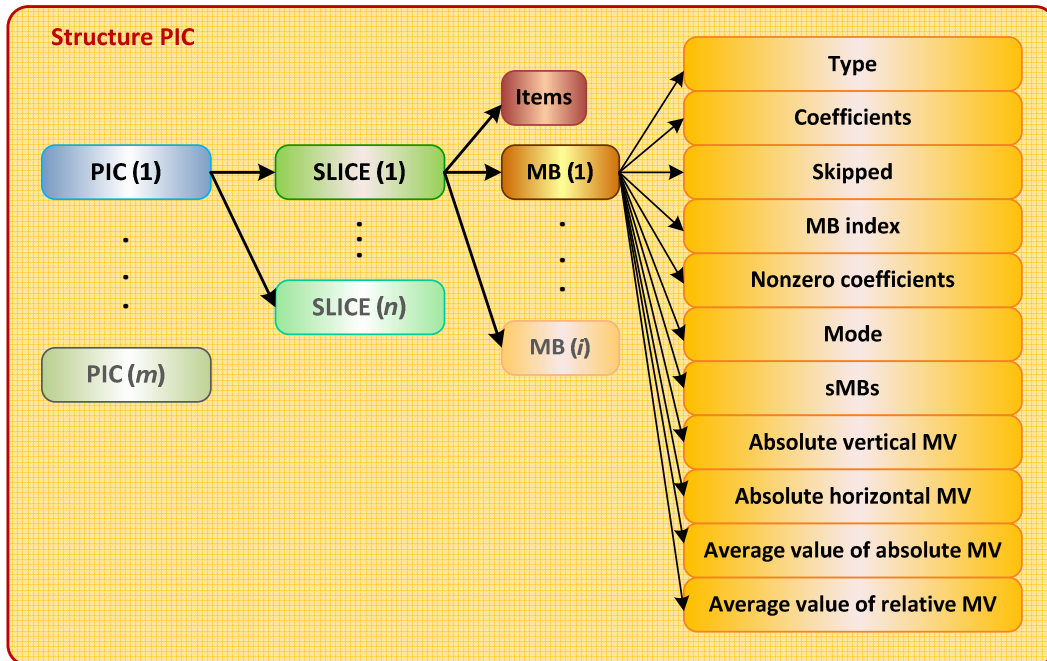 Structure PIC
PIC (1)
PIC (m)
SLICE (1)
SLICE (n)
Items
MB (1)
MB (i)
Type
Coefficients
Skipped
MB index
Nonzero coefficients
Mode
sMBs
Absolute vertical MV
Absolute horizontal MV
Average value of absolute MV
Average value of relative MV